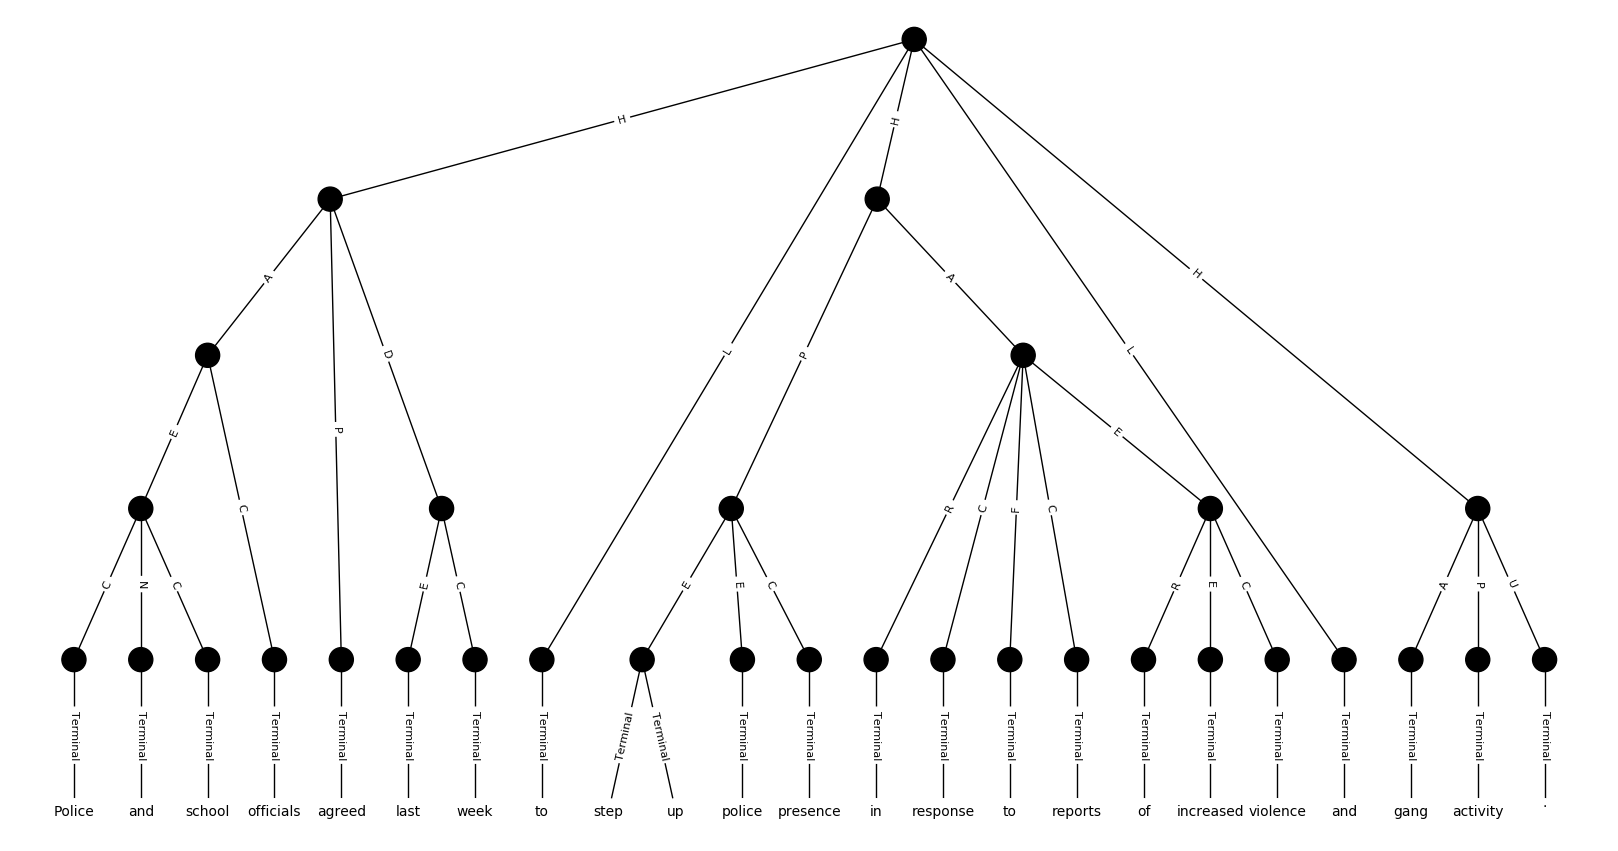 H
H
A
L
P
H
A
D
L
P
H
E
C
P
R
C
F
C
E
C
N
C
E
C
E
E
C
R
E
C
A
P
U
Terminal Terminal Terminal Terminal Terminal Terminal Terminal Terminal Terminal Terminal Terminal Terminal Terminal Terminal Terminal Terminal Terminal Terminal Terminal Terminal Terminal Terminal Terminal
Police and school officials agreed last week to step up police presence in response to reports of increased violence and gang activity .